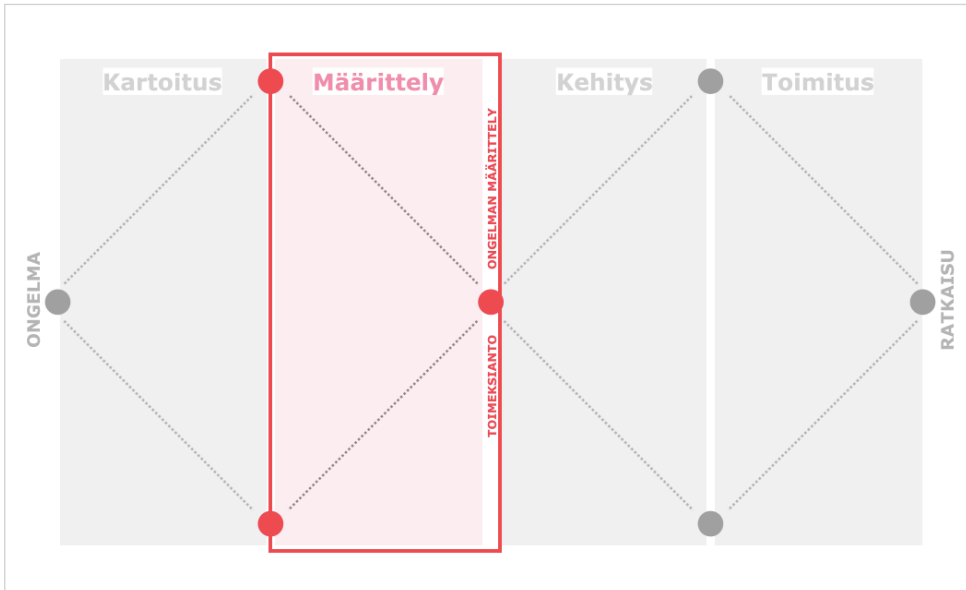 Kartoitus
Määrittely
Kehitys
Toimitus
ONGELMA
ONGELMAN MÄÄRITTELY
TOIMEKSIANTO
RATKAISU